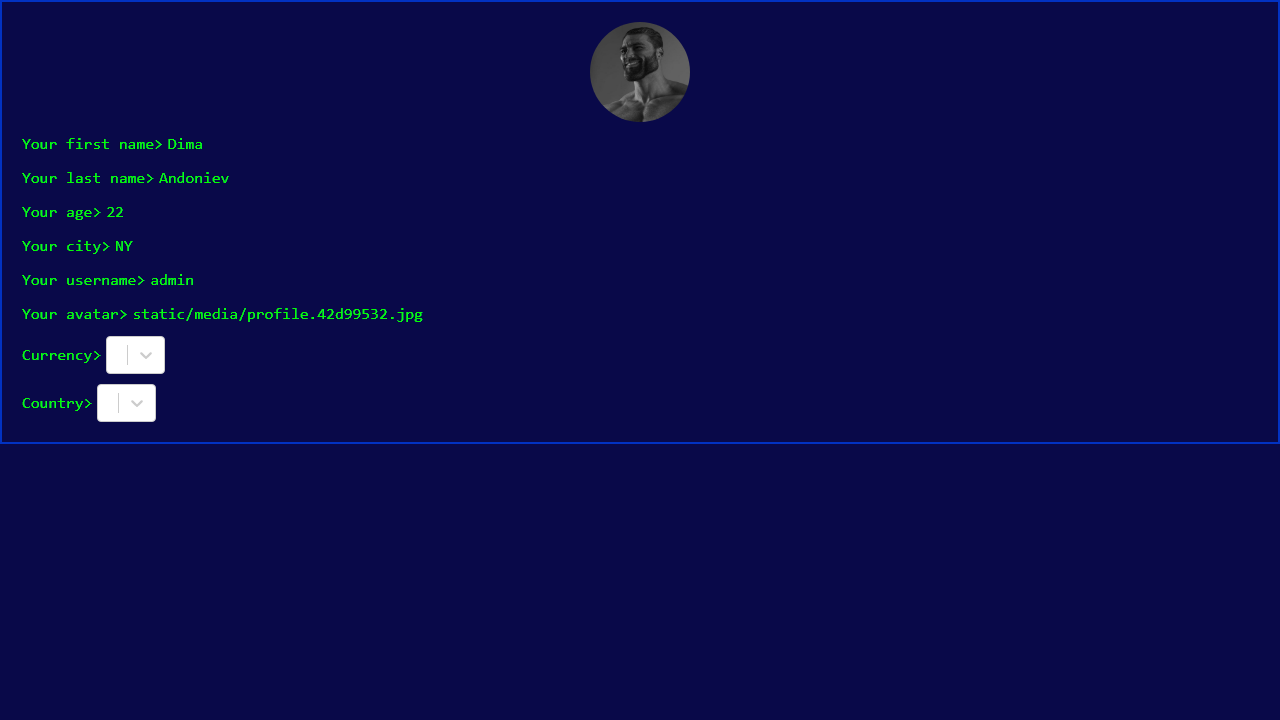 Your first name> Dima
Your last name> Andoniev
Your age> 22
Your city> NY
Your username> admin
Your avatar> static/media/profile.42d99532.jpg
Currency>
Country>